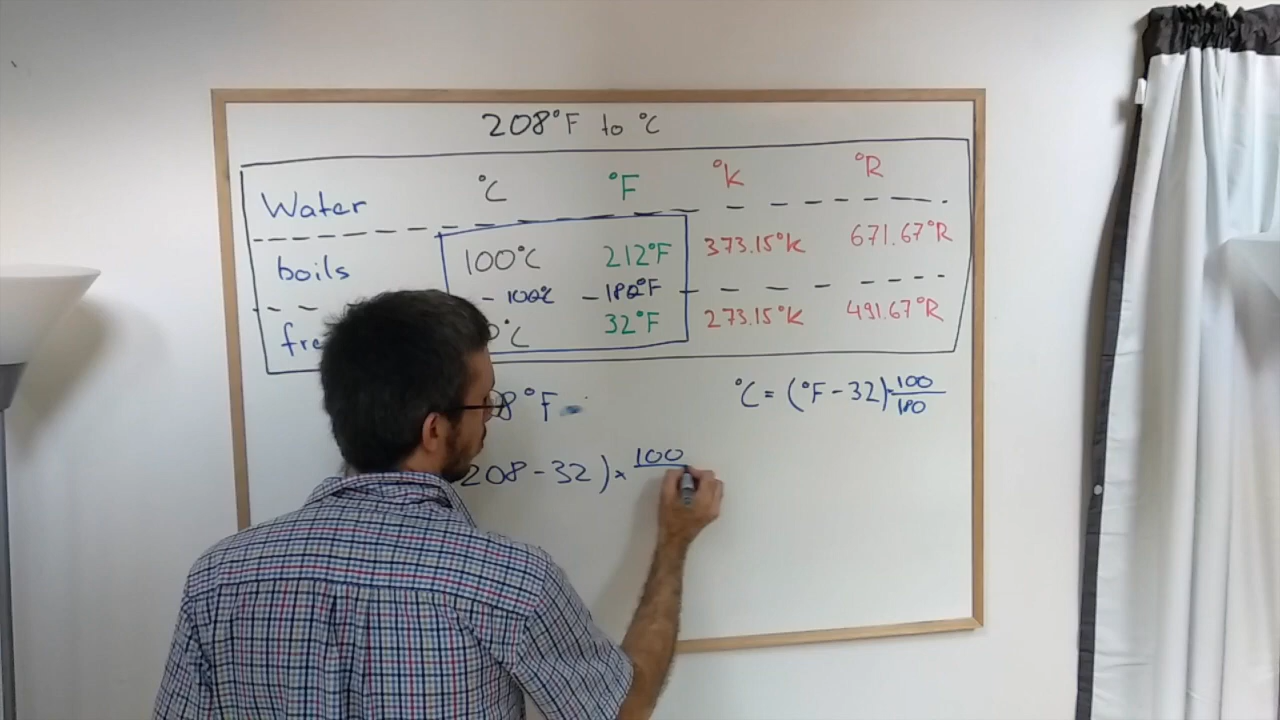 208°F to °C
Water °C °F °K °R
boils 100°C 212°F 373.15°K 671.67°R
- 100°C - 180°F
°C 32°F 273.15°K 491.67°R
8°F
°C = (°F - 32) · 100/180
208 - 32) × 100